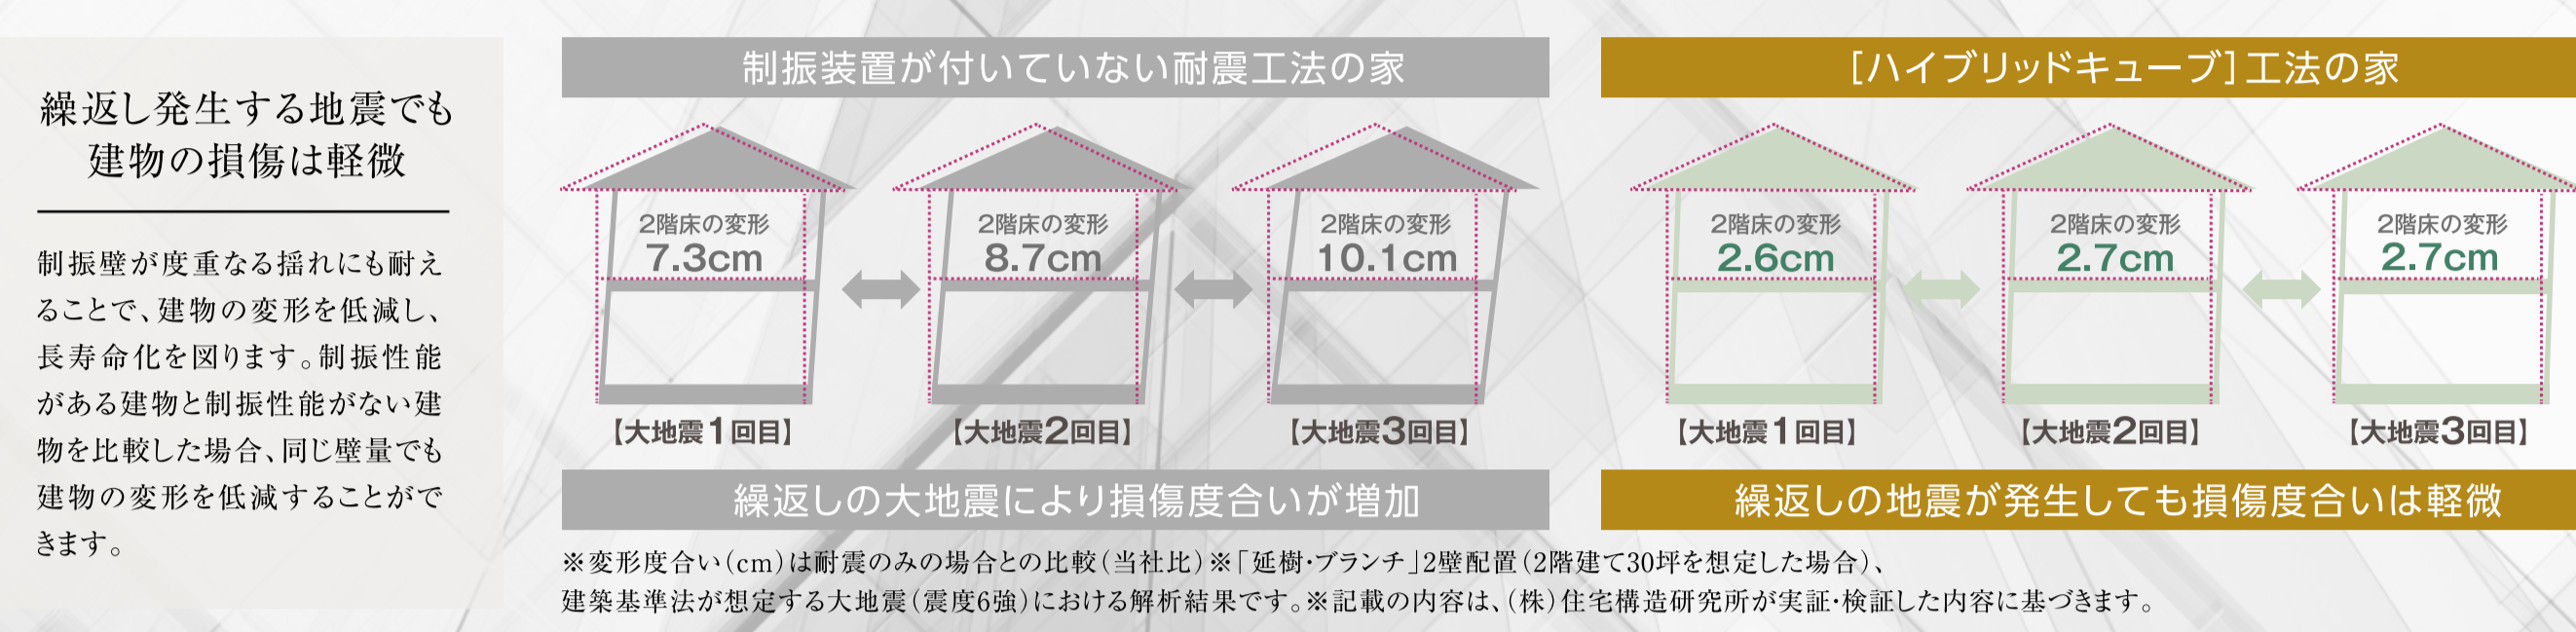 繰返し発生する地震でも
建物の損傷は軽微
制振壁が度重なる揺れにも耐え
ることで、建物の変形を低減し、
長寿命化を図ります。制振性能
がある建物と制振性能がない建
物を比較した場合、同じ壁量でも
建物の変形を低減することがで
きます。
制振装置が付いていない耐震工法の家
2階床の変形
7.3cm
【大地震1回目】
2階床の変形
8.7cm
【大地震2回目】
2階床の変形
10.1cm
【大地震3回目】
繰返しの大地震により損傷度合いが増加
[ハイブリッドキューブ]工法の家
2階床の変形
2.6cm
【大地震1回目】
2階床の変形
2.7cm
【大地震2回目】
2階床の変形
2.7cm
【大地震3回目】
繰返しの地震が発生しても損傷度合いは軽微
※変形度合い(cm)は耐震のみの場合との比較(当社比)※「延樹・ブランチ」2壁配置(2階建て30坪を想定した場合)、
建築基準法が想定する大地震(震度6強)における解析結果です。※記載の内容は、(株)住宅構造研究所が実証・検証した内容に基づきます。